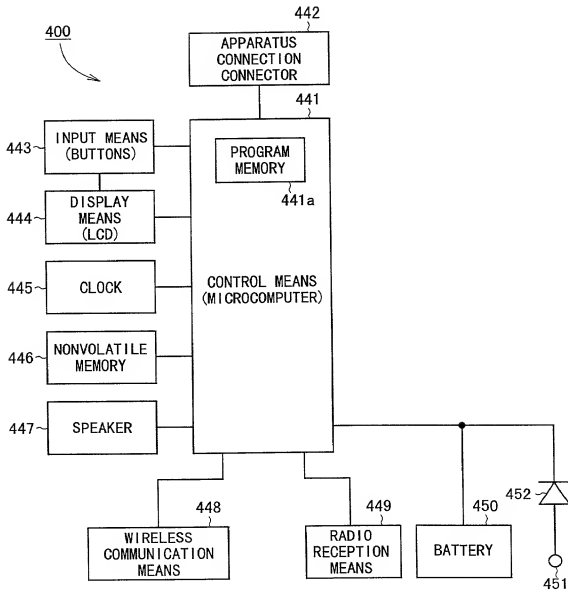 400
442
APPARATUS
CONNECTION
CONNECTOR
441
443
INPUT MEANS
(BUTTONS)
PROGRAM
MEMORY
441a
444
DISPLAY
MEANS
(LCD)
445
CLOCK
CONTROL MEANS
(MICROCOMPUTER)
446
NONVOLATILE
MEMORY
447
SPEAKER
448
WIRELESS
COMMUNICATION
MEANS
449
RADIO
RECEPTION
MEANS
450
BATTERY
452
451